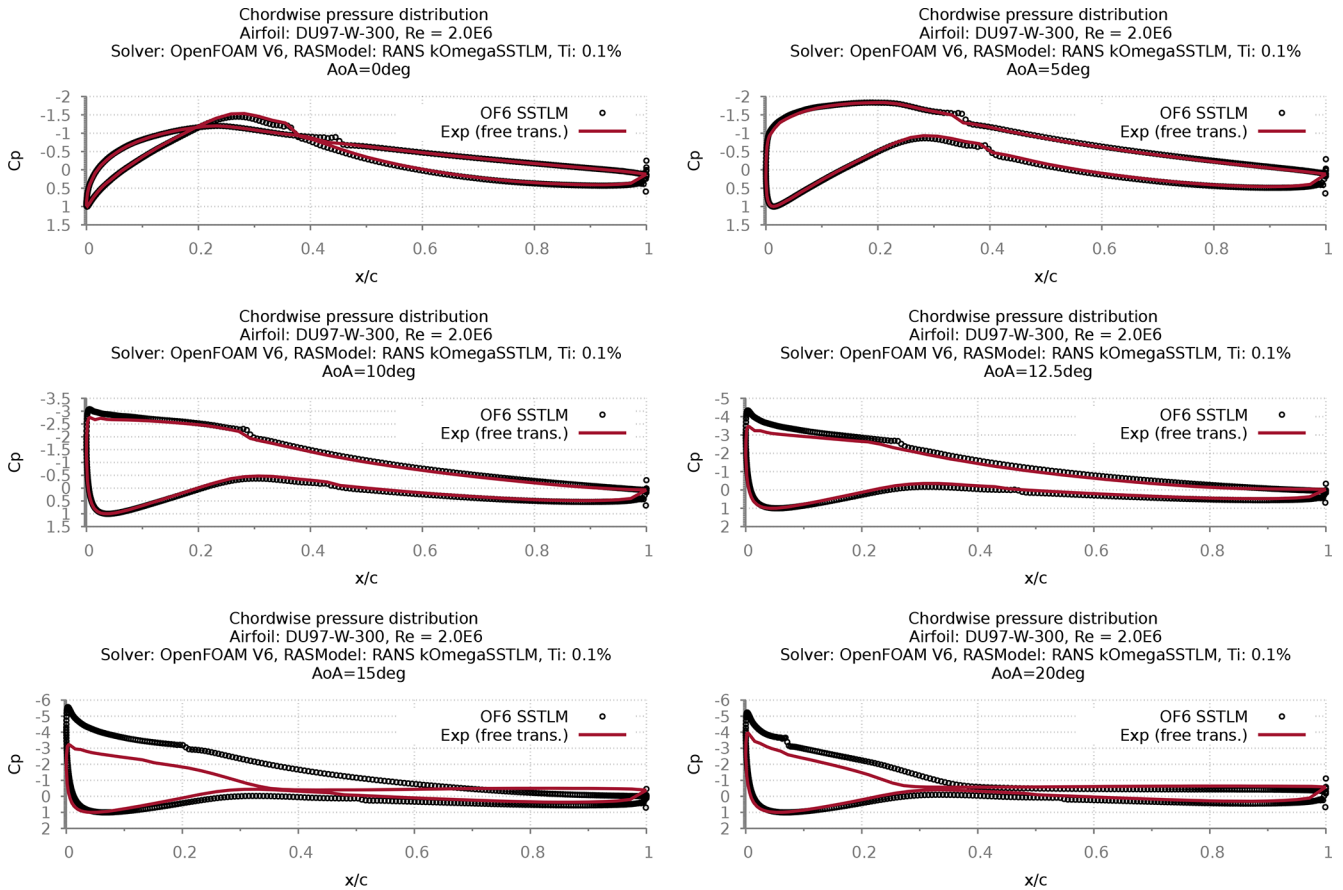 Chordwise pressure distribution
Airfoil: DU97-W-300, Re = 2.0E6
Solver: OpenFOAM V6, RASModel: RANS kOmegaSSTLM, Ti: 0.1%
AoA=0deg
OF6 SSTLM
Exp (free trans.)
Cp
-2
-1.5
-1
-0.5
0
0.5
1
1.5
0 0.2 0.4 0.6 0.8 1
x/c
Chordwise pressure distribution
Airfoil: DU97-W-300, Re = 2.0E6
Solver: OpenFOAM V6, RASModel: RANS kOmegaSSTLM, Ti: 0.1%
AoA=5deg
OF6 SSTLM
Exp (free trans.)
Cp
-2
-1.5
-1
-0.5
0
0.5
1
1.5
0 0.2 0.4 0.6 0.8 1
x/c
Chordwise pressure distribution
Airfoil: DU97-W-300, Re = 2.0E6
Solver: OpenFOAM V6, RASModel: RANS kOmegaSSTLM, Ti: 0.1%
AoA=10deg
OF6 SSTLM
Exp (free trans.)
Cp
-3.5
-3
-2.5
-2
-1.5
-1
-0.5
0
0.5
1
1.5
0 0.2 0.4 0.6 0.8 1
x/c
Chordwise pressure distribution
Airfoil: DU97-W-300, Re = 2.0E6
Solver: OpenFOAM V6, RASModel: RANS kOmegaSSTLM, Ti: 0.1%
AoA=12.5deg
OF6 SSTLM
Exp (free trans.)
Cp
-5
-4
-3
-2
-1
0
1
2
0 0.2 0.4 0.6 0.8 1
x/c
Chordwise pressure distribution
Airfoil: DU97-W-300, Re = 2.0E6
Solver: OpenFOAM V6, RASModel: RANS kOmegaSSTLM, Ti: 0.1%
AoA=15deg
OF6 SSTLM
Exp (free trans.)
Cp
-6
-5
-4
-3
-2
-1
0
1
2
0 0.2 0.4 0.6 0.8 1
x/c
Chordwise pressure distribution
Airfoil: DU97-W-300, Re = 2.0E6
Solver: OpenFOAM V6, RASModel: RANS kOmegaSSTLM, Ti: 0.1%
AoA=20deg
OF6 SSTLM
Exp (free trans.)
Cp
-6
-5
-4
-3
-2
-1
0
1
2
0 0.2 0.4 0.6 0.8 1
x/c